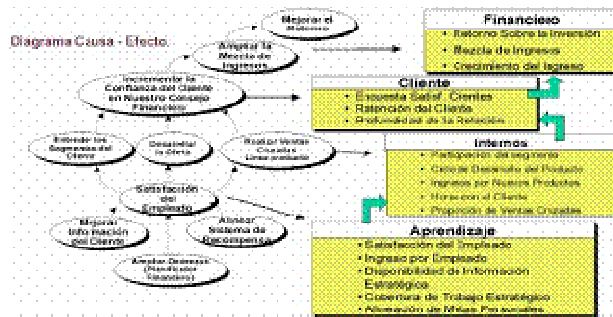 Diagrama Causa - Efecto.
Mejorar el
Ampliar la
Mezcla de
Ingresos
Incrementar la
Confianza del Cliente
en Nuestro Consejo
Financiero
Entender los
Segmentos del
Cliente
Desarrollar
la Oferta
Realizar Ventas
Cruzadas
Satisfacción
del
Empleado
Mejorar
Información
del Cliente
Alinear
Sistema de
Recompensa
(Planificador
Financiero)
Financiero
• Retorno Sobre la Inversión
• Mezcla de Ingresos
• Crecimiento del Ingreso
Cliente
• Encuesta Satisf. Clientes
• Retención del Cliente
• Profundidad de la Relación
Internos
• Participación del segmento
• Ciclo de Desarrollo del Producto
• Ingresos por Nuevos Productos
• Horas con el Cliente
• Proporción de Ventas Cruzadas
Aprendizaje
• Satisfacción del Empleado
• Ingreso por Empleado
• Disponibilidad de Información
Estratégica
• Cobertura de Trabajo Estratégico
• Alineación de Metas Personales